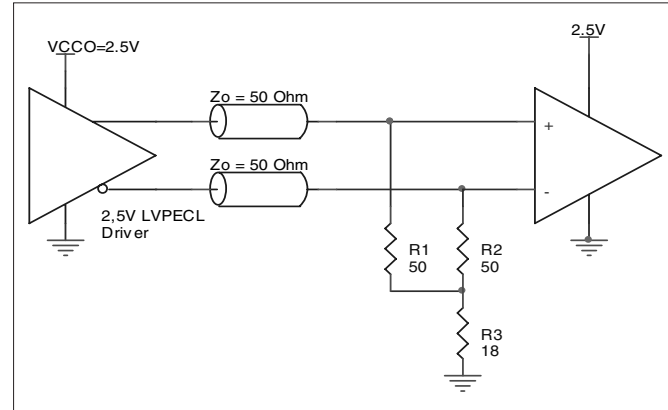 VCCO=2.5V
2.5V
Zo = 50 Ohm
+
Zo = 50 Ohm
-
2,5V LVPECL
Driver
R1
50
R2
50
R3
18